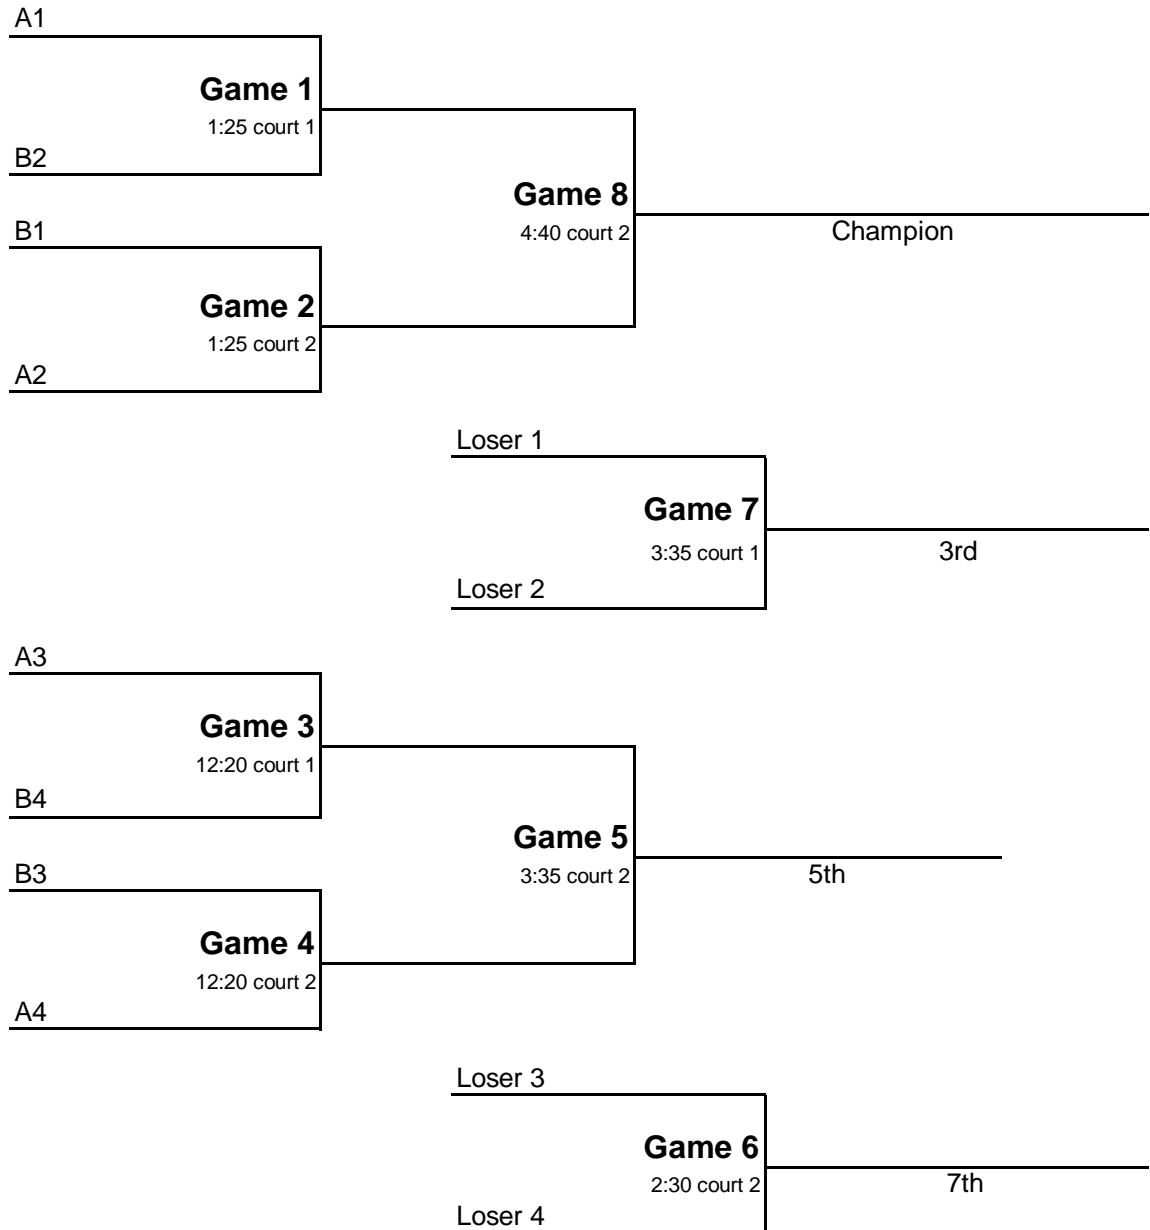 A1
Game 1
1:25 court 1
B2
Game 8
4:40 court 2
Champion
B1
Game 2
1:25 court 2
A2
Loser 1
Game 7
3:35 court 1
3rd
Loser 2
A3
Game 3
12:20 court 1
B4
Game 5
3:35 court 2
5th
B3
Game 4
12:20 court 2
A4
Loser 3
Game 6
2:30 court 2
7th
Loser 4